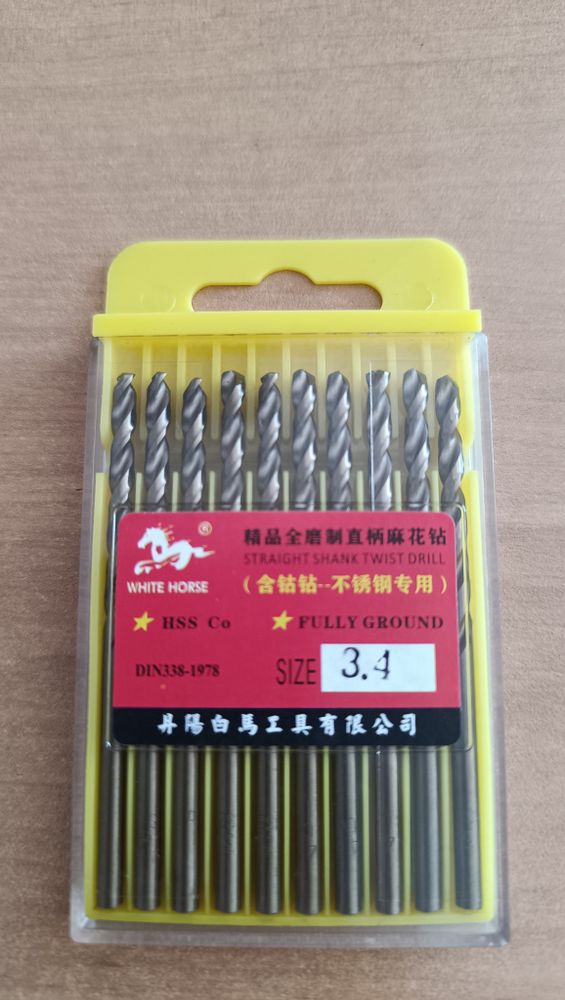 ®
WHITE HORSE
精品全磨制直柄麻花钻
STRAIGHT SHANK TWIST DRILL
(含钴钻--不锈钢专用)
HSS Co
FULLY GROUND
DIN338-1978
SIZE 3.4
丹陽白馬工具有限公司